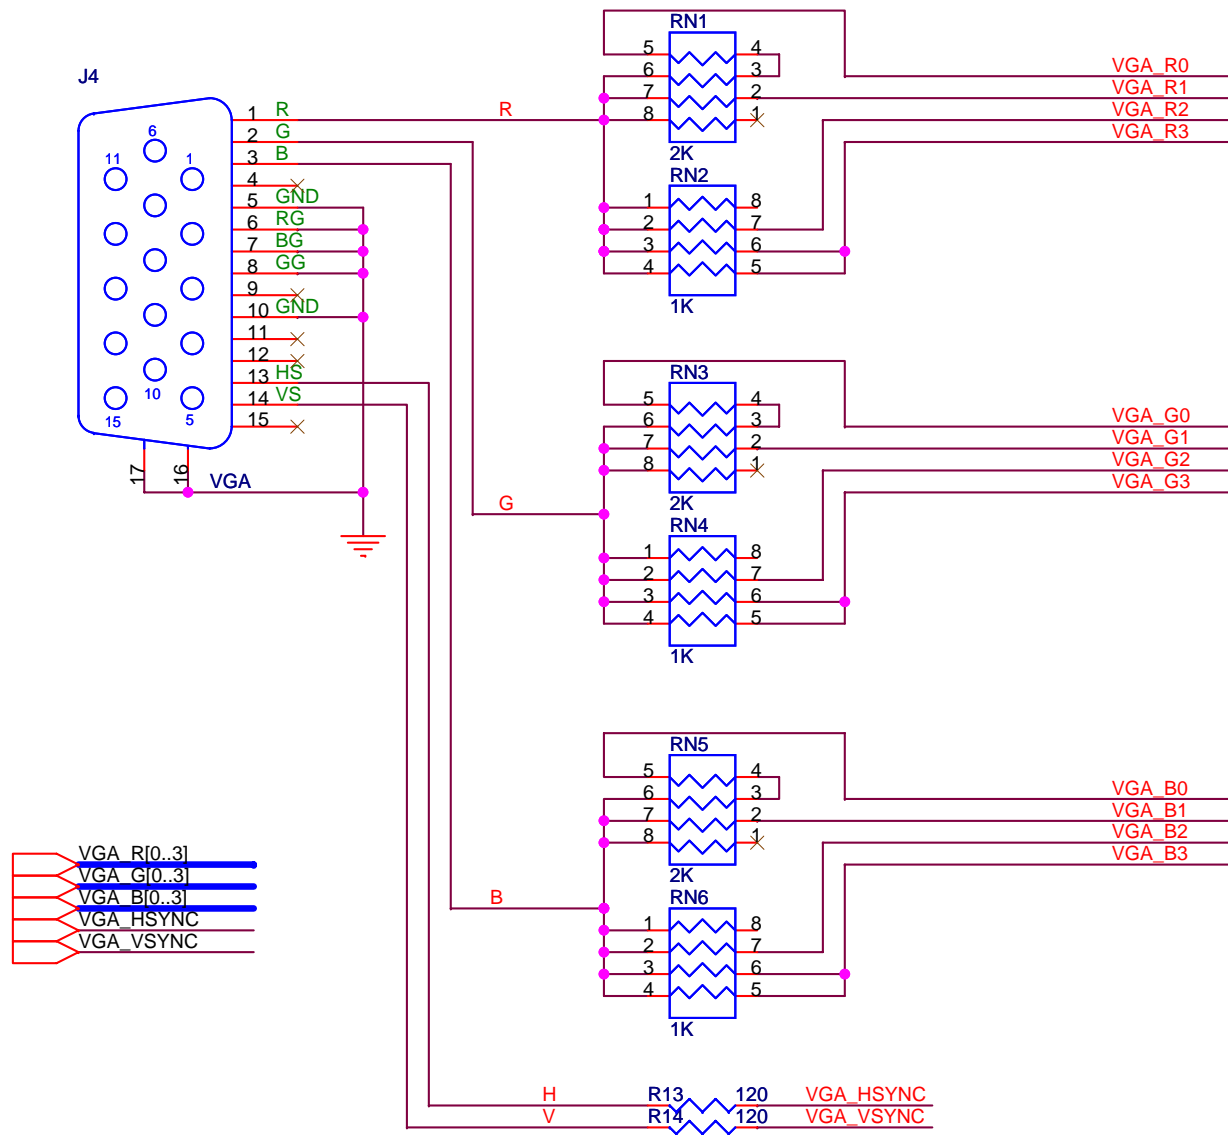 J4
6
11 1
10
15 5
1 R
2 G
3 B
4
5 GND
6 RG
7 BG
8 GG
9
10 GND
11
12
13 HS
14 VS
15
17 16 VGA
R
G
B
H
V
RN1
5 4
6 3
7 2
8 1
2K
RN2
1 8
2 7
3 6
4 5
1K
VGA_R0
VGA_R1
VGA_R2
VGA_R3
RN3
5 4
6 3
7 2
8 1
2K
RN4
1 8
2 7
3 6
4 5
1K
VGA_G0
VGA_G1
VGA_G2
VGA_G3
RN5
5 4
6 3
7 2
8 1
2K
RN6
1 8
2 7
3 6
4 5
1K
VGA_B0
VGA_B1
VGA_B2
VGA_B3
VGA_R[0..3]
VGA_G[0..3]
VGA_B[0..3]
VGA_HSYNC
VGA_VSYNC
R13 120 VGA_HSYNC
R14 120 VGA_VSYNC